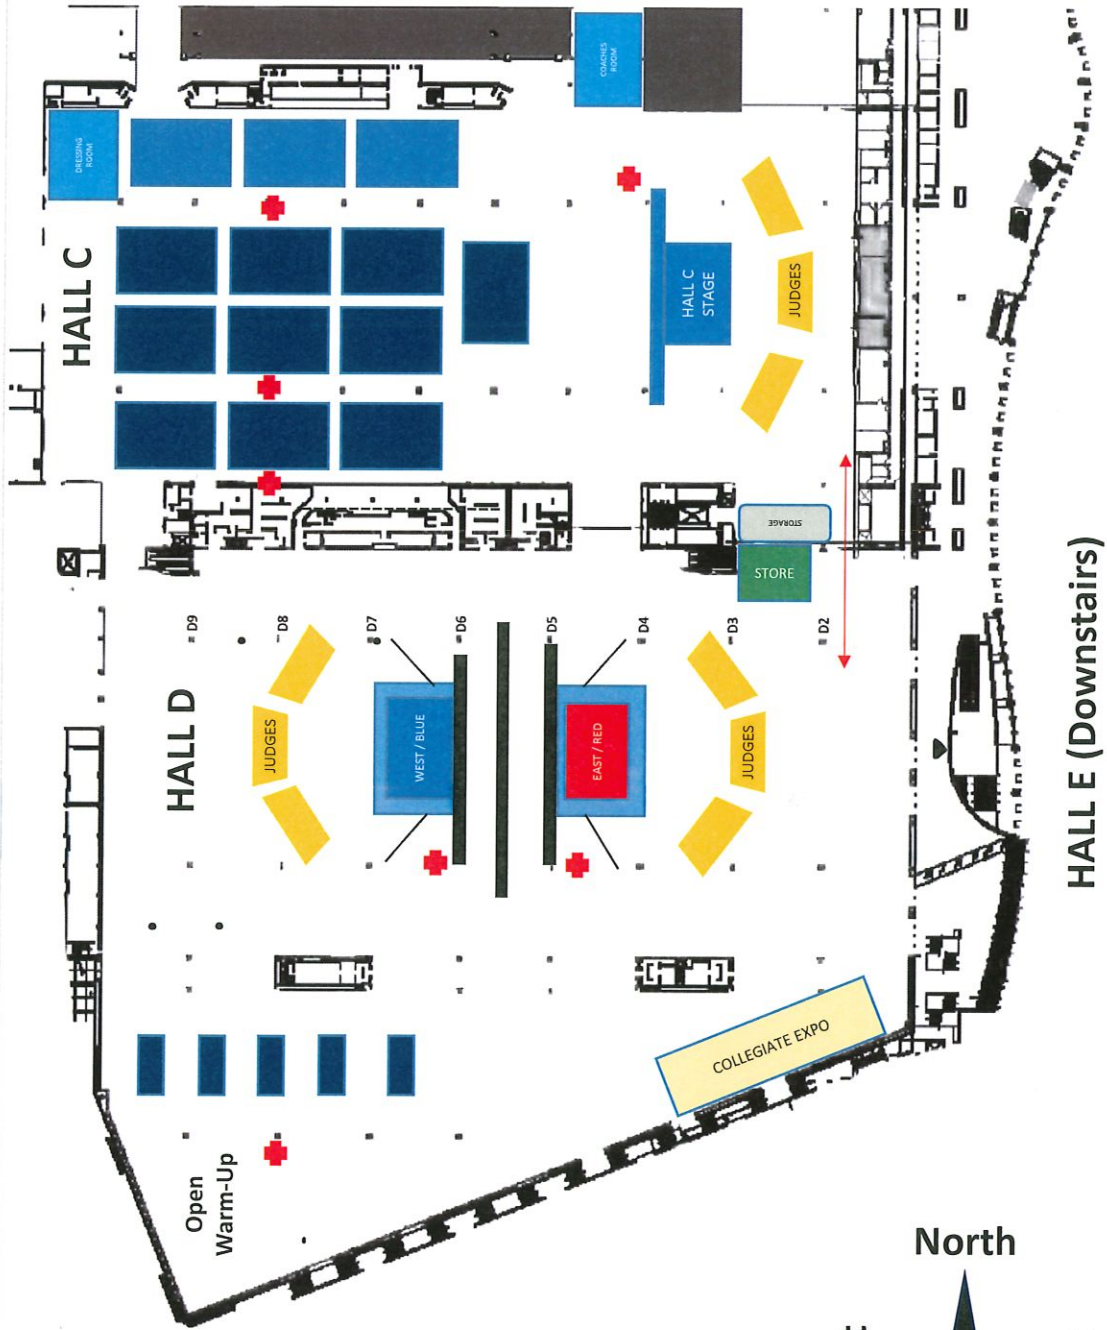 COACHES
ROOM
DRESSING
ROOM
HALL C
HALL C
STAGE
JUDGES
STORAGE
STORE
D9
D8
D7
D6
D5
D4
D3
D2
HALL D
JUDGES
WEST / BLUE
EAST / RED
JUDGES
HALL E (Downstairs)
COLLEGIATE EXPO
Open
Warm-Up
North